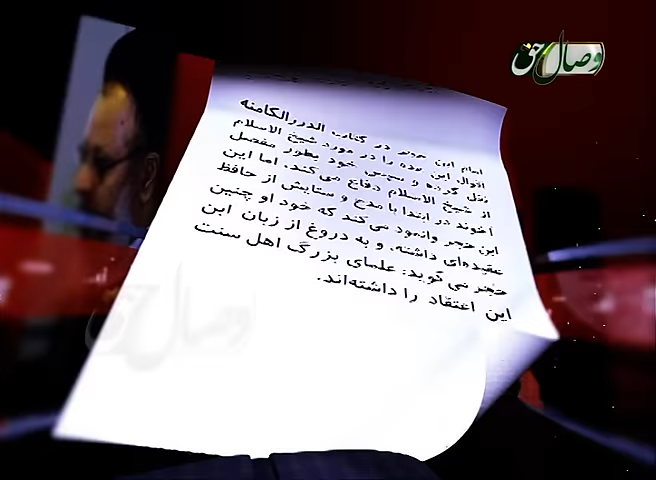 وصال حق
امام ابن حجر در کتاب الدررالکامنه
اقوال این عده را در مورد شیخ الاسلام
نقل کرده و سپس خود بطور مفصل
از شیخ الاسلام دفاع می‌کند. اما این
آخوند در ابتدا با مدح و ستایش از حافظ
ابن حجر وانمود می‌کند که خود او چنین
عقیده‌ای داشته، و به دروغ از زبان ابن
حجر می گوید: علمای بزرگ اهل سنت
این اعتقاد را داشته‌اند.
وصال حق